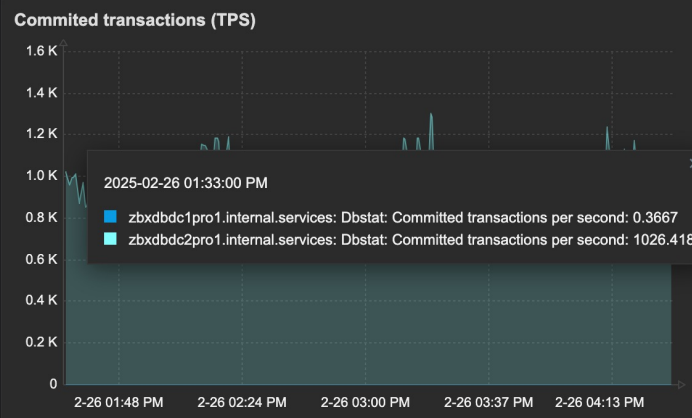 Commited transactions (TPS)
1.6 K
1.4 K
1.2 K
1.0 K
0.8 K
0.6 K
0.4 K
0.2 K
0
2025-02-26 01:33:00 PM
zbxdbdc1pro1.internal.services: Dbstat: Committed transactions per second: 0.3667
zbxdbdc2pro1.internal.services: Dbstat: Committed transactions per second: 1026.418
2-26 01:48 PM 2-26 02:24 PM 2-26 03:00 PM 2-26 03:37 PM 2-26 04:13 PM